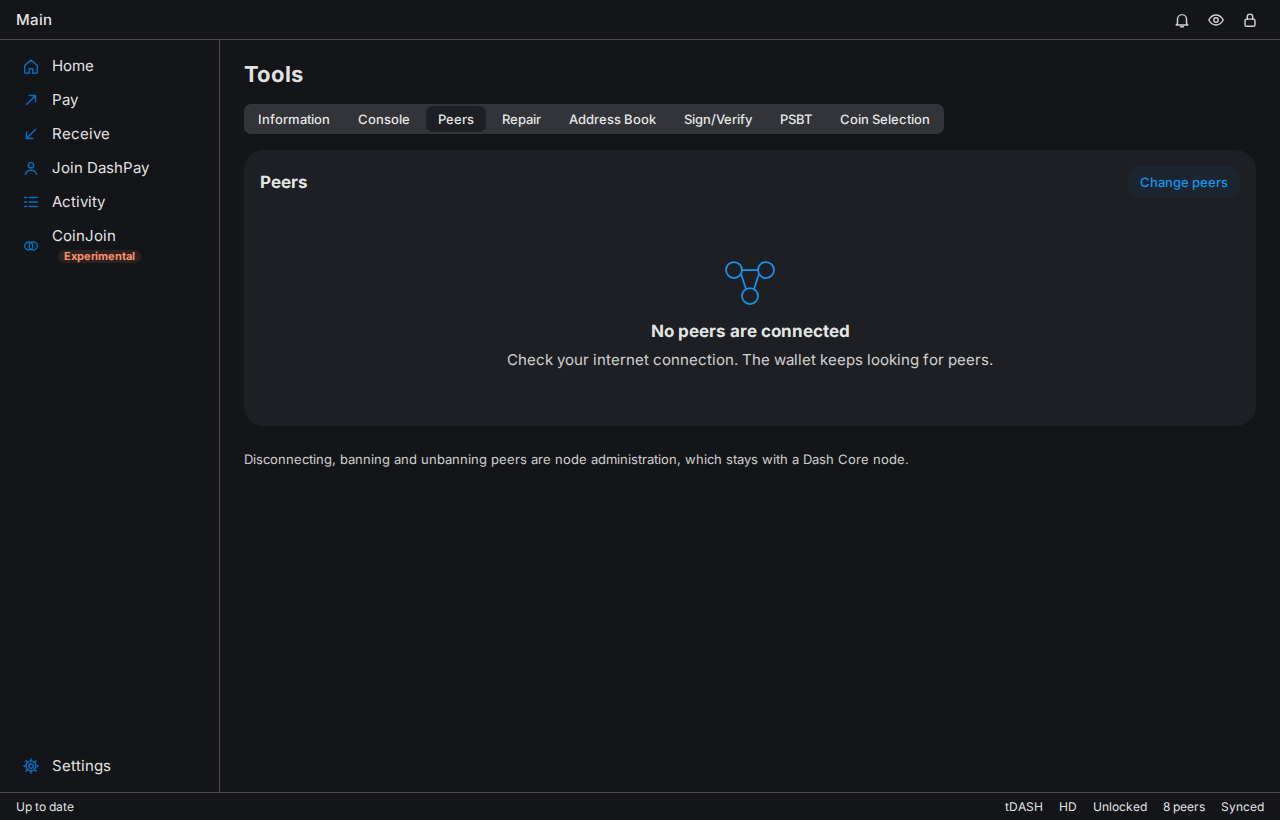 Main
Home
Pay
Receive
Join DashPay
Activity
CoinJoin
Experimental
Settings
Tools
Information Console Peers Repair Address Book Sign/Verify PSBT Coin Selection
Peers Change peers
No peers are connected
Check your internet connection. The wallet keeps looking for peers.
Disconnecting, banning and unbanning peers are node administration, which stays with a Dash Core node.
Up to date tDASH HD Unlocked 8 peers Synced